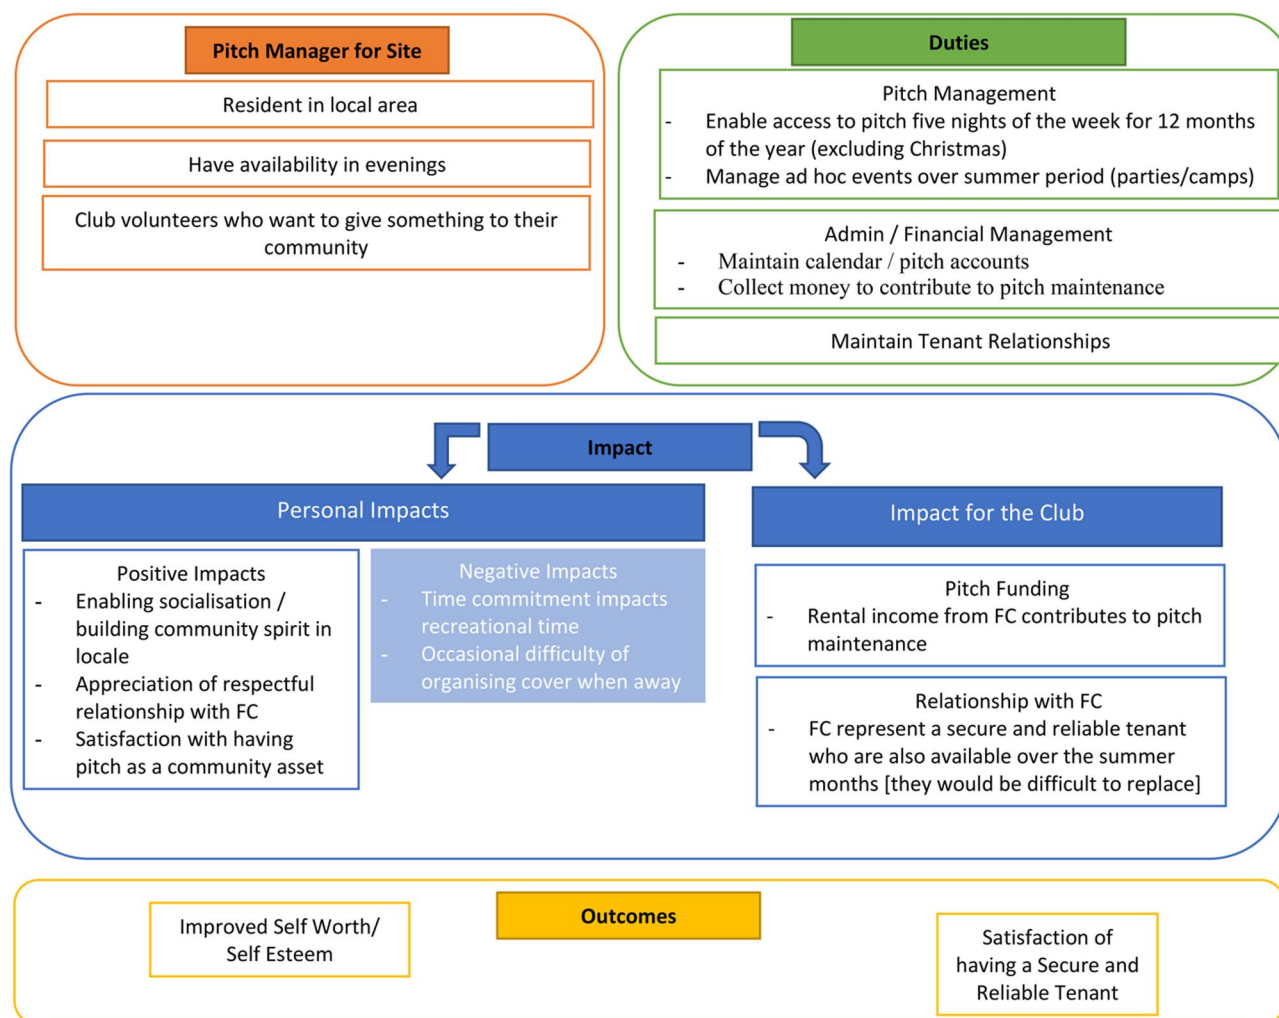 Pitch Manager for Site
Resident in local area
Have availability in evenings
Club volunteers who want to give something to their
community
Duties
Pitch Management
- Enable access to pitch five nights of the week for 12 months
of the year (excluding Christmas)
- Manage ad hoc events over summer period (parties/camps)
Admin / Financial Management
- Maintain calendar / pitch accounts
- Collect money to contribute to pitch maintenance
Maintain Tenant Relationships
Impact
Personal Impacts
Positive Impacts
- Enabling socialisation /
building community spirit in
locale
- Appreciation of respectful
relationship with FC
- Satisfaction with having
pitch as a community asset
Negative Impacts
- Time commitment impacts
recreational time
- Occasional difficulty of
organising cover when away
Impact for the Club
Pitch Funding
- Rental income from FC contributes to pitch
maintenance
Relationship with FC
- FC represent a secure and reliable tenant
who are also available over the summer
months [they would be difficult to replace]
Outcomes
Improved Self Worth/
Self Esteem
Satisfaction of
having a Secure and
Reliable Tenant